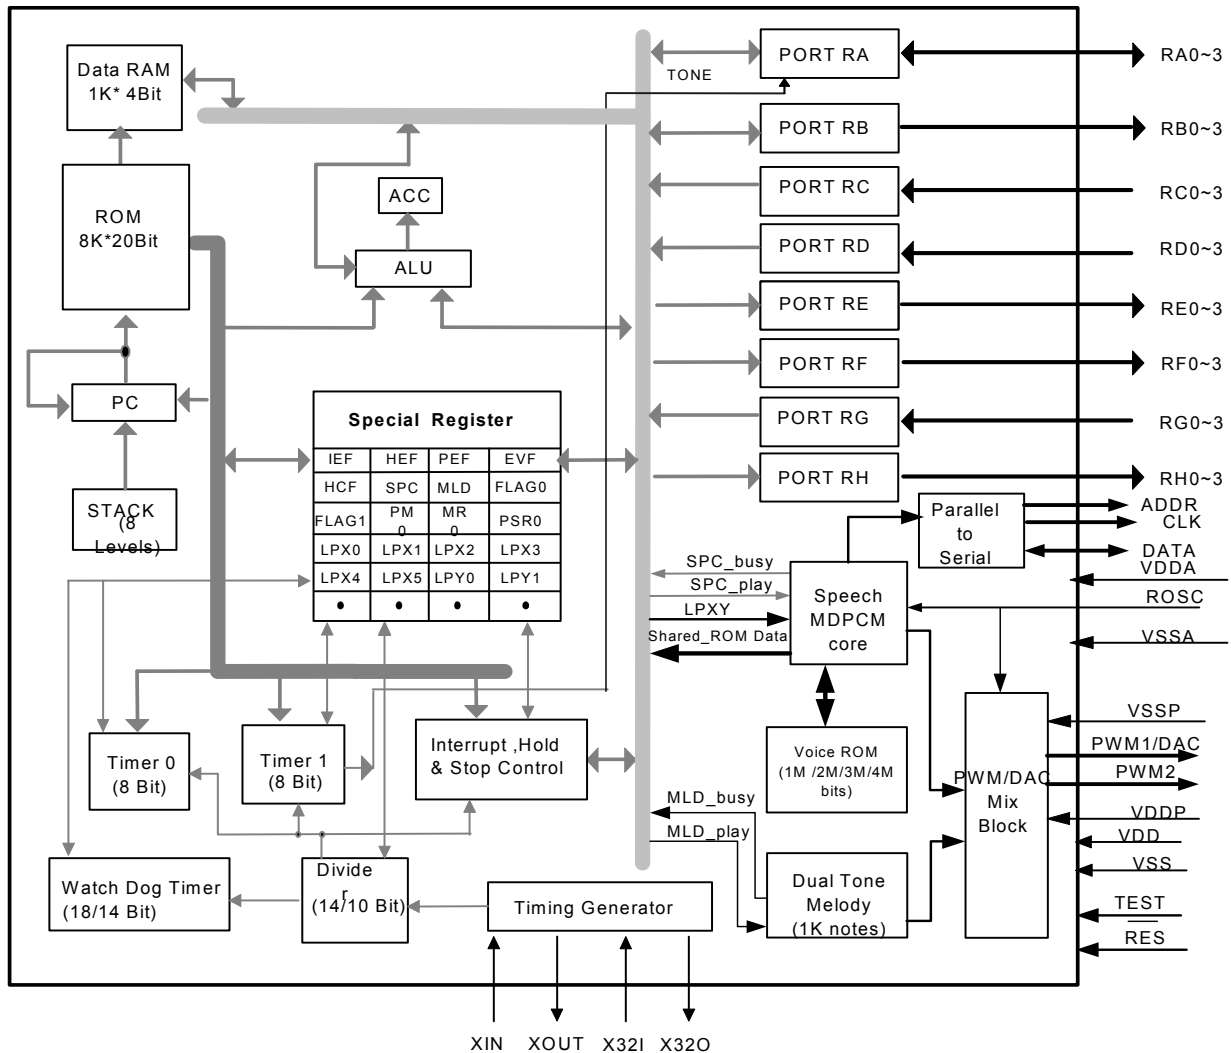 Data RAM
1K* 4Bit
ROM
8K*20Bit
PC
STACK
(8
Levels)
ACC
ALU
TONE
PORT RA
PORT RB
PORT RC
PORT RD
PORT RE
PORT RF
PORT RG
PORT RH
RA0~3
RB0~3
RC0~3
RD0~3
RE0~3
RF0~3
RG0~3
RH0~3
Special Register
IEF HEF PEF EVF
HCF SPC MLD FLAG0
FLAG1 PM0 MR0 PSR0
LPX0 LPX1 LPX2 LPX3
LPX4 LPX5 LPY0 LPY1
• • • •
Parallel
to
Serial
ADDR
CLK
DATA
VDDA
ROSC
VSSA
SPC_busy
SPC_play
LPXY
Shared_ROM Data
Speech
MDPCM
core
Voice ROM
(1M /2M/3M/4M
bits)
PWM/DAC
Mix
Block
VSSP
PWM1/DAC
PWM2
VDDP
VDD
VSS
TEST
RES
Timer 0
(8 Bit)
Timer 1
(8 Bit)
Interrupt ,Hold
& Stop Control
MLD_busy
MLD_play
Dual Tone
Melody
(1K notes)
Watch Dog Timer
(18/14 Bit)
Divide
r
(14/10 Bit)
Timing Generator
XIN XOUT X32I X32O